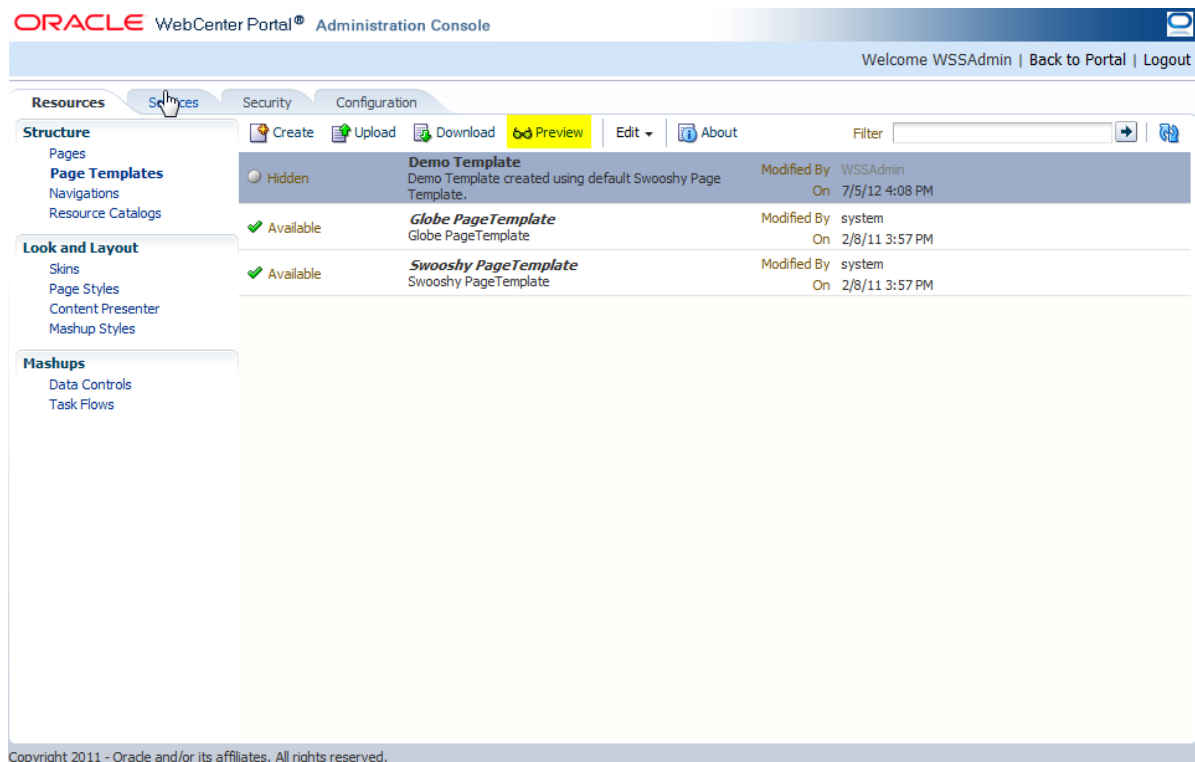 ORACLE WebCenter Portal® Administration Console
Welcome WSSAdmin | Back to Portal | Logout
Resources Services Security Configuration
Structure
Pages
Page Templates
Navigations
Resource Catalogs
Look and Layout
Skins
Page Styles
Content Presenter
Mashup Styles
Mashups
Data Controls
Task Flows
Create Upload Download Preview Edit About Filter
Hidden
Demo Template
Demo Template created using default Swooshy Page
Template.
Modified By WSSAdmin
On 7/5/12 4:08 PM
Available
Globe PageTemplate
Globe PageTemplate
Modified By system
On 2/8/11 3:57 PM
Available
Swooshy PageTemplate
Swooshy PageTemplate
Modified By system
On 2/8/11 3:57 PM
Copyright 2011 - Oracle and/or its affiliates. All rights reserved.